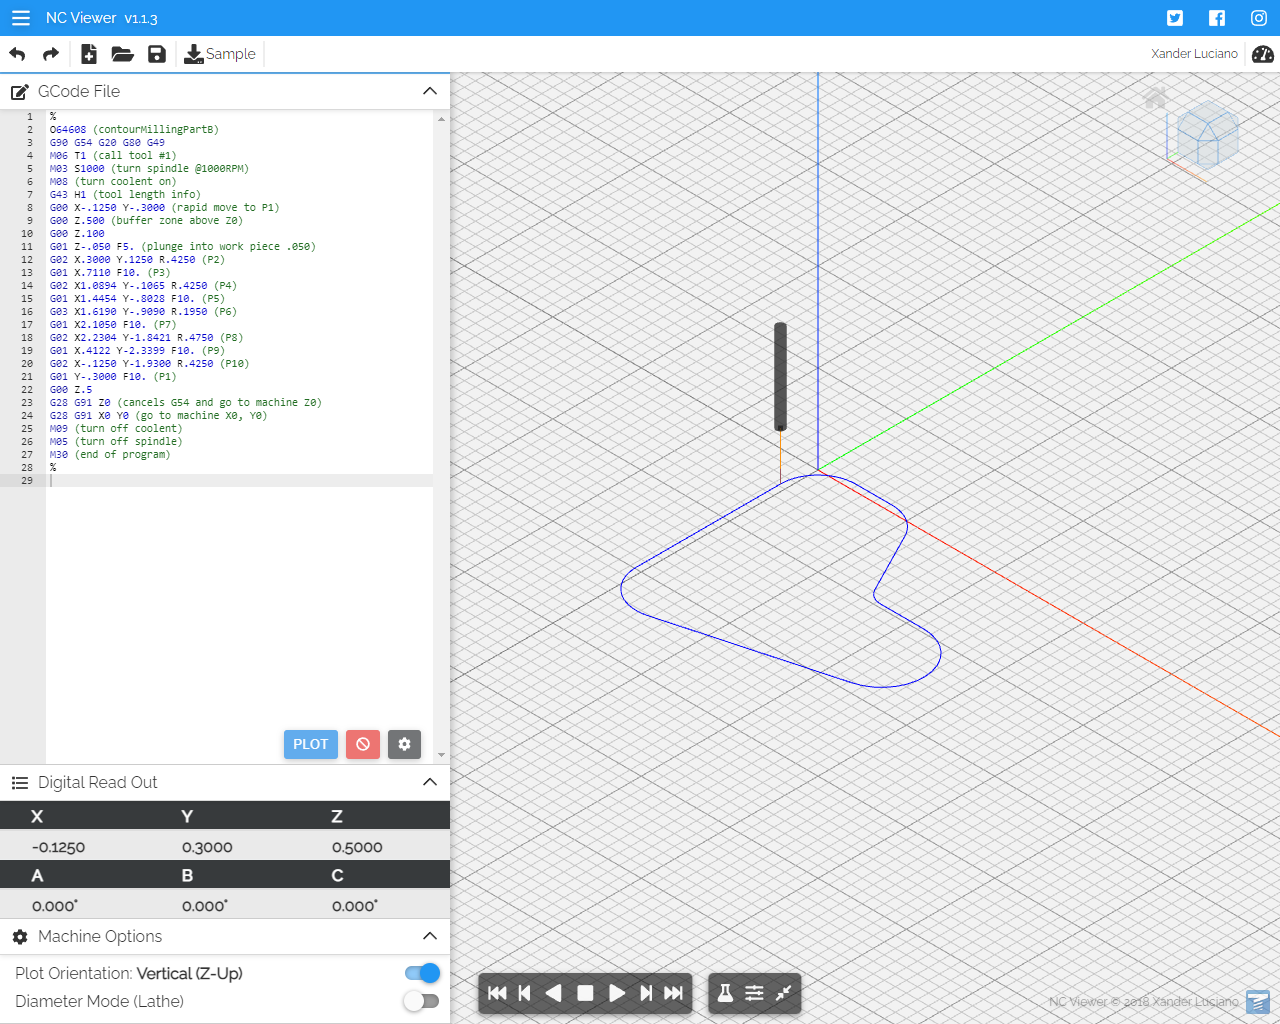 NC Viewer v1.1.3
Sample
Xander Luciano
GCode File
1 %
2 O64608 (contourMillingPartB)
3 G90 G54 G20 G80 G49
4 M06 T1 (call tool #1)
5 M03 S1000 (turn spindle @1000RPM)
6 M08 (turn coolent on)
7 G43 H1 (tool length info)
8 G00 X-.1250 Y-.3000 (rapid move to P1)
9 G00 Z.500 (buffer zone above Z0)
10 G00 Z.100
11 G01 Z-.050 F5. (plunge into work piece .050)
12 G02 X.3000 Y.1250 R.4250 (P2)
13 G01 X.7110 F10. (P3)
14 G02 X1.0894 Y-.1065 R.4250 (P4)
15 G01 X1.4454 Y-.8028 F10. (P5)
16 G03 X1.6190 Y-.9090 R.1950 (P6)
17 G01 X2.1050 F10. (P7)
18 G02 X2.2304 Y-1.8421 R.4750 (P8)
19 G01 X.4122 Y-2.3399 F10. (P9)
20 G02 X-.1250 Y-1.9300 R.4250 (P10)
21 G01 Y-.3000 F10. (P1)
22 G00 Z.5
23 G28 G91 Z0 (cancels G54 and go to machine Z0)
24 G28 G91 X0 Y0 (go to machine X0, Y0)
25 M09 (turn off coolent)
26 M05 (turn off spindle)
27 M30 (end of program)
28 %
29
PLOT
Digital Read Out
X Y Z
-0.1250 0.3000 0.5000
A B C
0.000° 0.000° 0.000°
Machine Options
Plot Orientation: Vertical (Z-Up)
Diameter Mode (Lathe)
NC Viewer © 2018 Xander Luciano